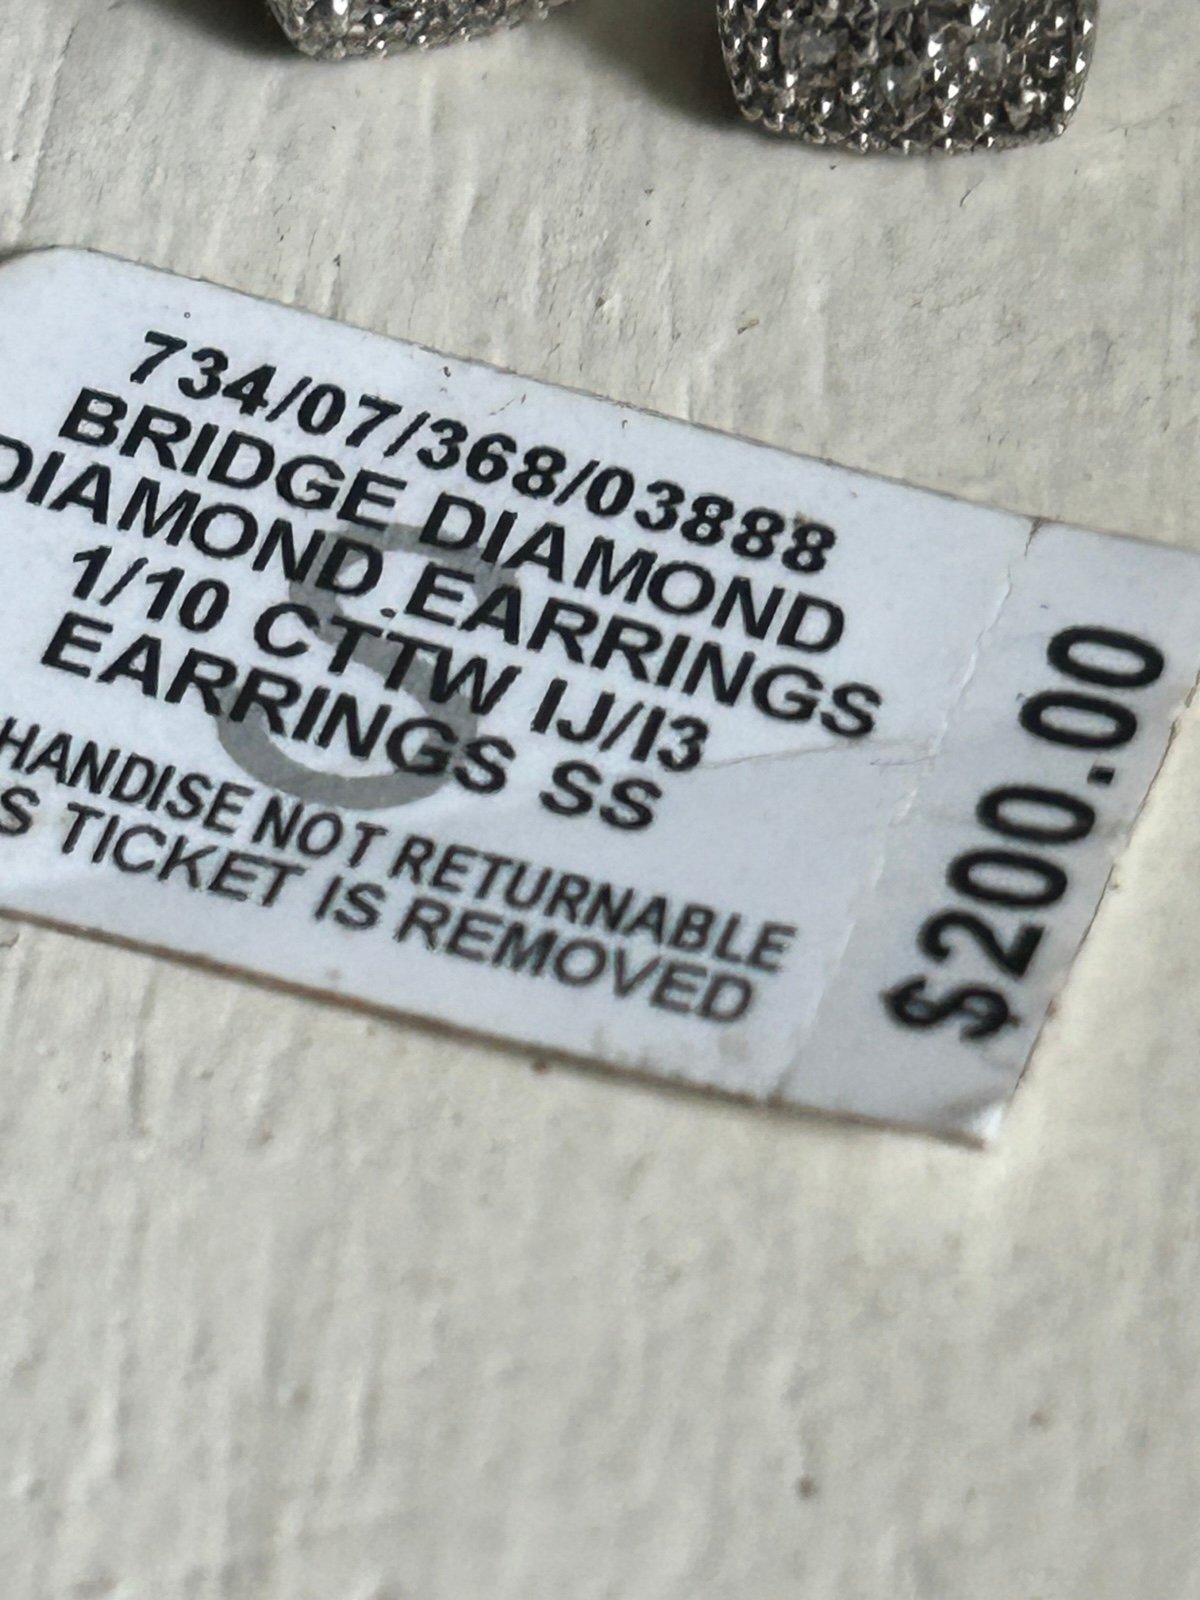 734/07/368/03888
BRIDGE DIAMOND
DIAMOND EARRINGS
1/10 CTTW IJ/I3
EARRINGS SS
HANDISE NOT RETURNABLE
S TICKET IS REMOVED
$200.00